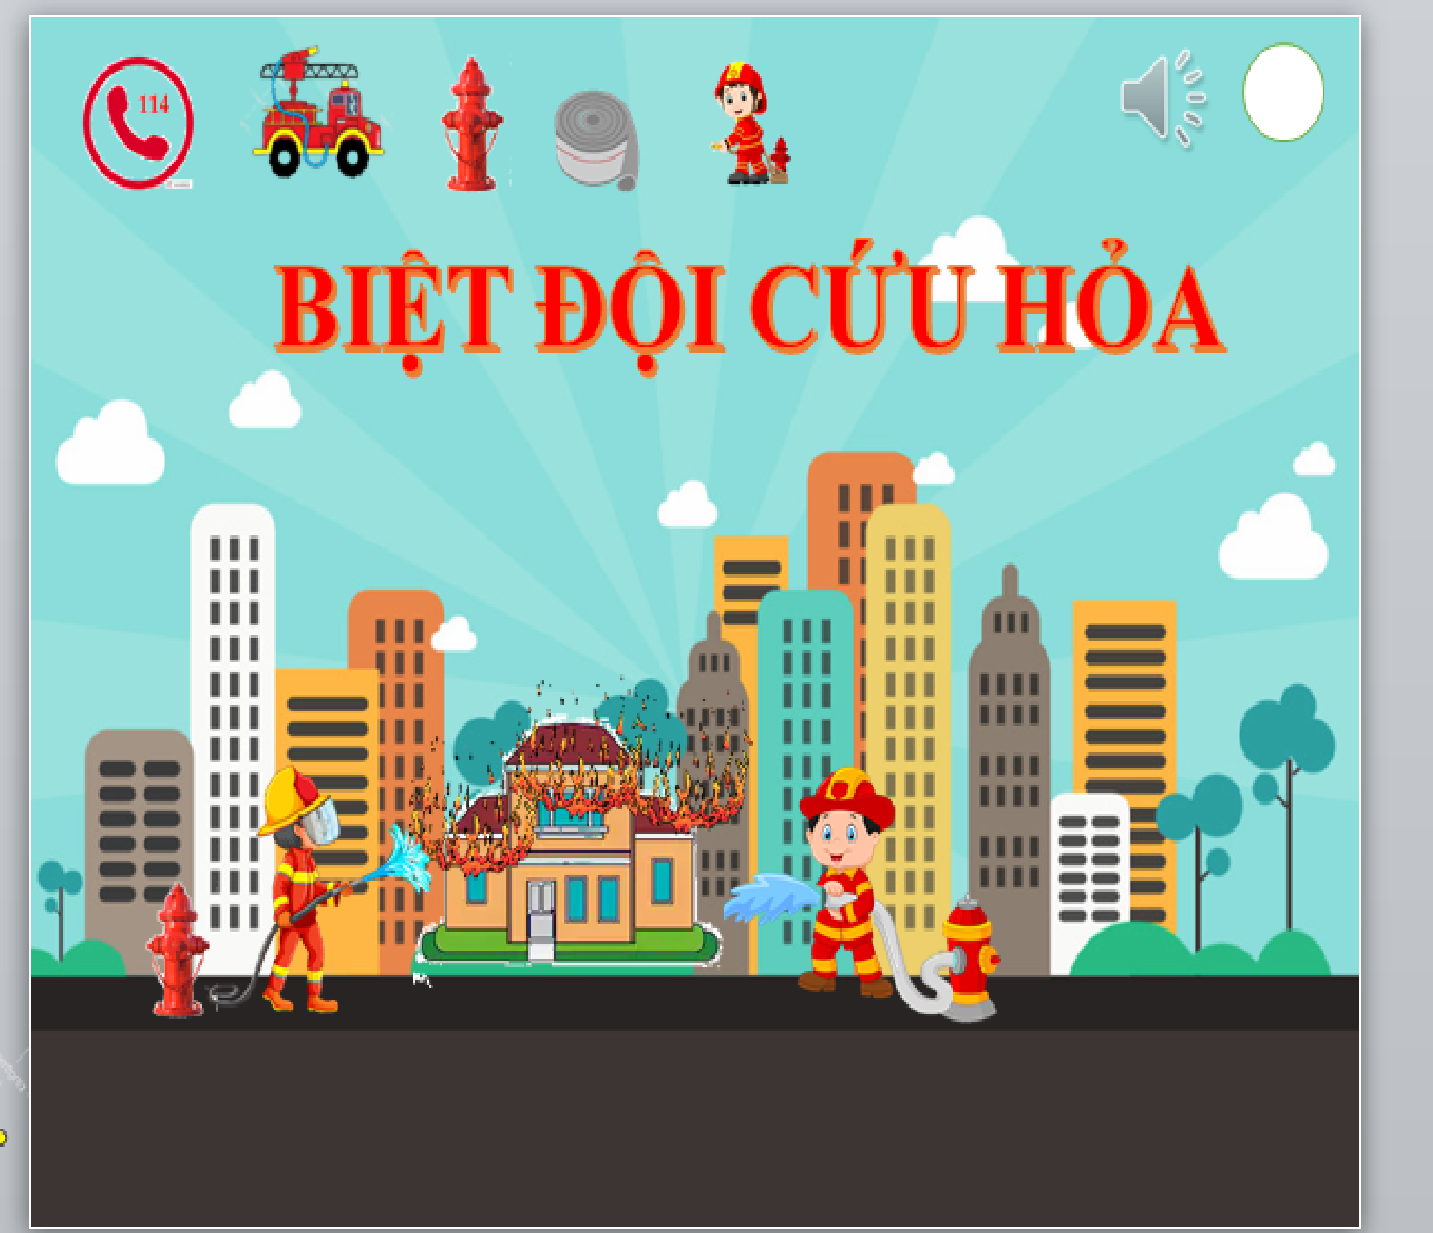 114
BIỆT ĐỘI CỨU HỎA